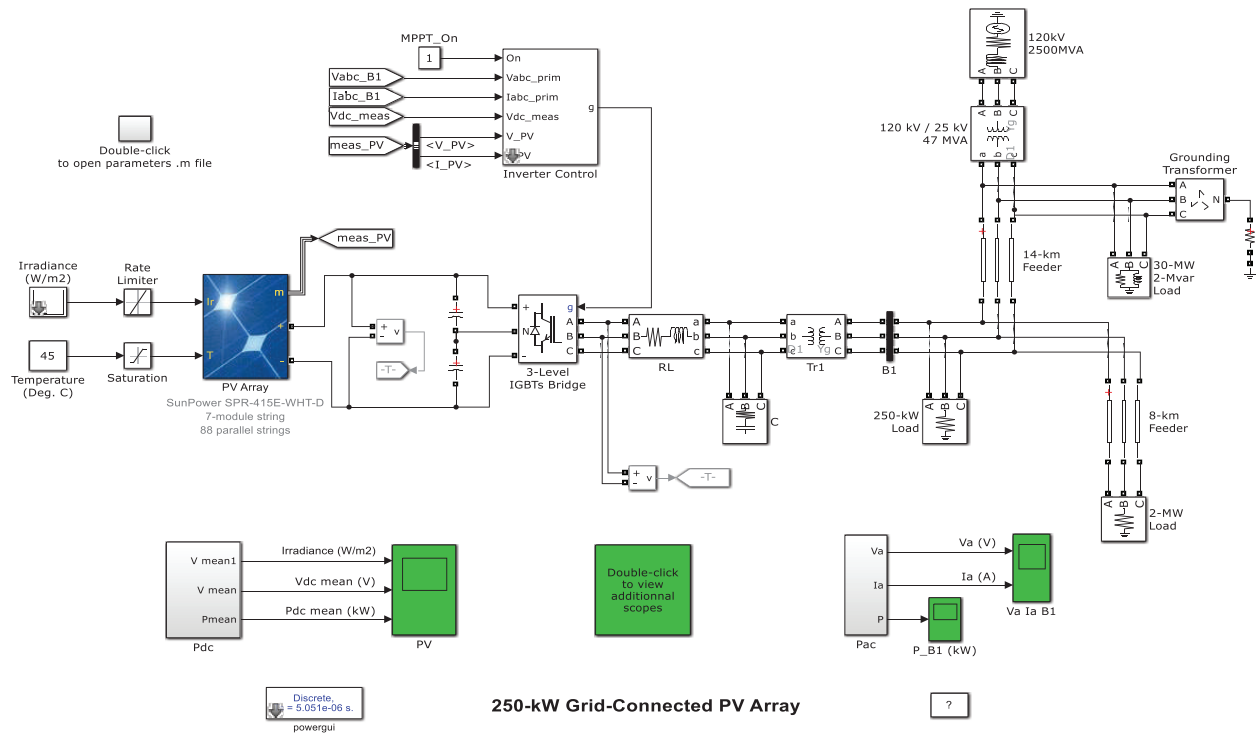 120kV
2500MVA
A B C
MPPT_On
1
On
Vabc_B1
Vabc_prim
Iabc_B1
Iabc_prim
g
Vdc_meas
Vdc_meas
V_PV
meas_PV
<V_PV>
PV
<I_PV>
Inverter Control
A B C
120 kV / 25 kV
47 MVA
D1 Yg
a b c
Double-click
to open parameters .m file
Grounding
Transformer
A
B
C
N
meas_PV
Irradiance
(W/m2)
Rate
Limiter
Ir
m
+
T
-
45
Temperature
(Deg. C)
Saturation
PV Array
SunPower SPR-415E-WHT-D
7-module string
88 parallel strings
+
-
v
-T-
+
N
-
g
A
B
C
3-Level
IGBTs Bridge
A
B
C
a
b
c
RL
a
b
c
D1 Yg
A
B
C
Tr1
B1
14-km
Feeder
A B C
30-MW
2-Mvar
Load
A B C
C
A B C
250-kW
Load
8-km
Feeder
+
-
v
-T-
A B C
2-MW
Load
V mean1
Irradiance (W/m2)
V mean
Vdc mean (V)
Pmean
Pdc mean (kW)
Pdc
PV
Double-click
to view
additionnal
scopes
Va
Va (V)
Ia
Ia (A)
P
Va Ia B1
Pac
P_B1 (kW)
Discrete,
= 5.051e-06 s.
powergui
250-kW Grid-Connected PV Array
?